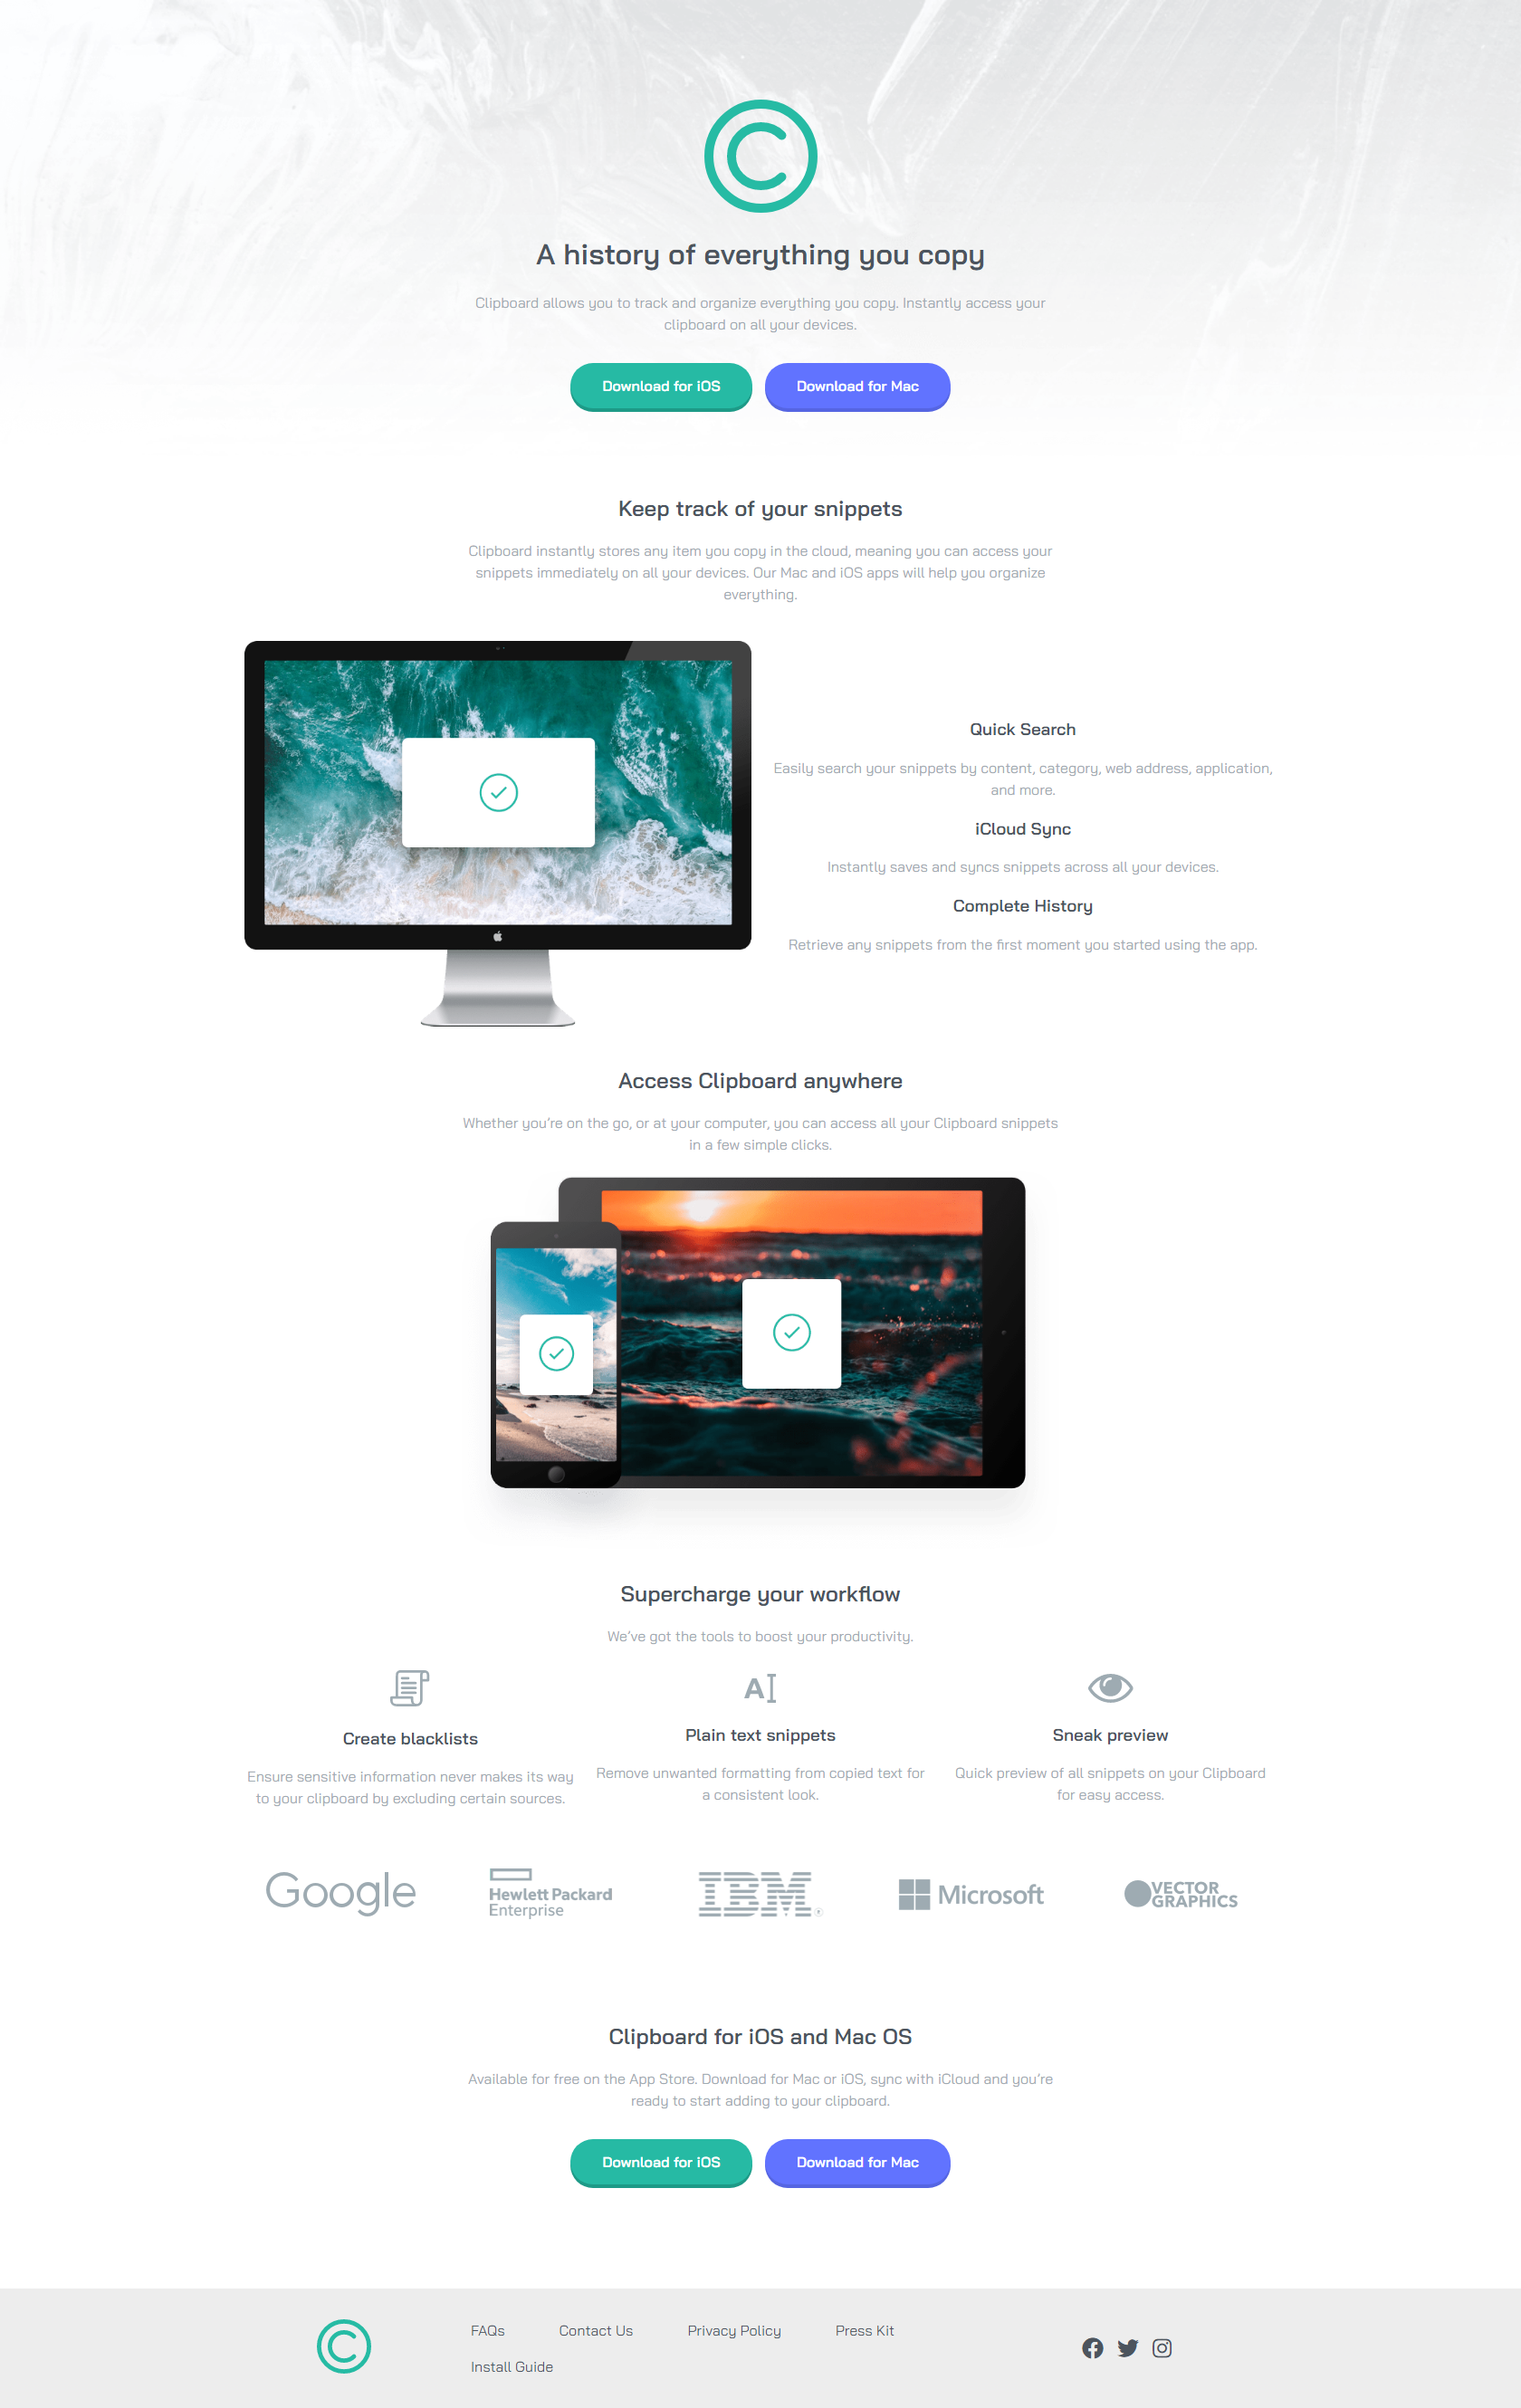 A history of everything you copy
Clipboard allows you to track and organize everything you copy. Instantly access your
clipboard on all your devices.
Download for iOS
Download for Mac
Keep track of your snippets
Clipboard instantly stores any item you copy in the cloud, meaning you can access your
snippets immediately on all your devices. Our Mac and iOS apps will help you organize
everything.
Quick Search
Easily search your snippets by content, category, web address, application,
and more.
iCloud Sync
Instantly saves and syncs snippets across all your devices.
Complete History
Retrieve any snippets from the first moment you started using the app.
Access Clipboard anywhere
Whether you’re on the go, or at your computer, you can access all your Clipboard snippets
in a few simple clicks.
Supercharge your workflow
We’ve got the tools to boost your productivity.
A
Create blacklists
Ensure sensitive information never makes its way
to your clipboard by excluding certain sources.
Plain text snippets
Remove unwanted formatting from copied text for
a consistent look.
Sneak preview
Quick preview of all snippets on your Clipboard
for easy access.
Google
Hewlett Packard
Enterprise
IBM®
Microsoft
VECTOR
GRAPHICS
Clipboard for iOS and Mac OS
Available for free on the App Store. Download for Mac or iOS, sync with iCloud and you’re
ready to start adding to your clipboard.
Download for iOS
Download for Mac
FAQs
Contact Us
Privacy Policy
Press Kit
Install Guide